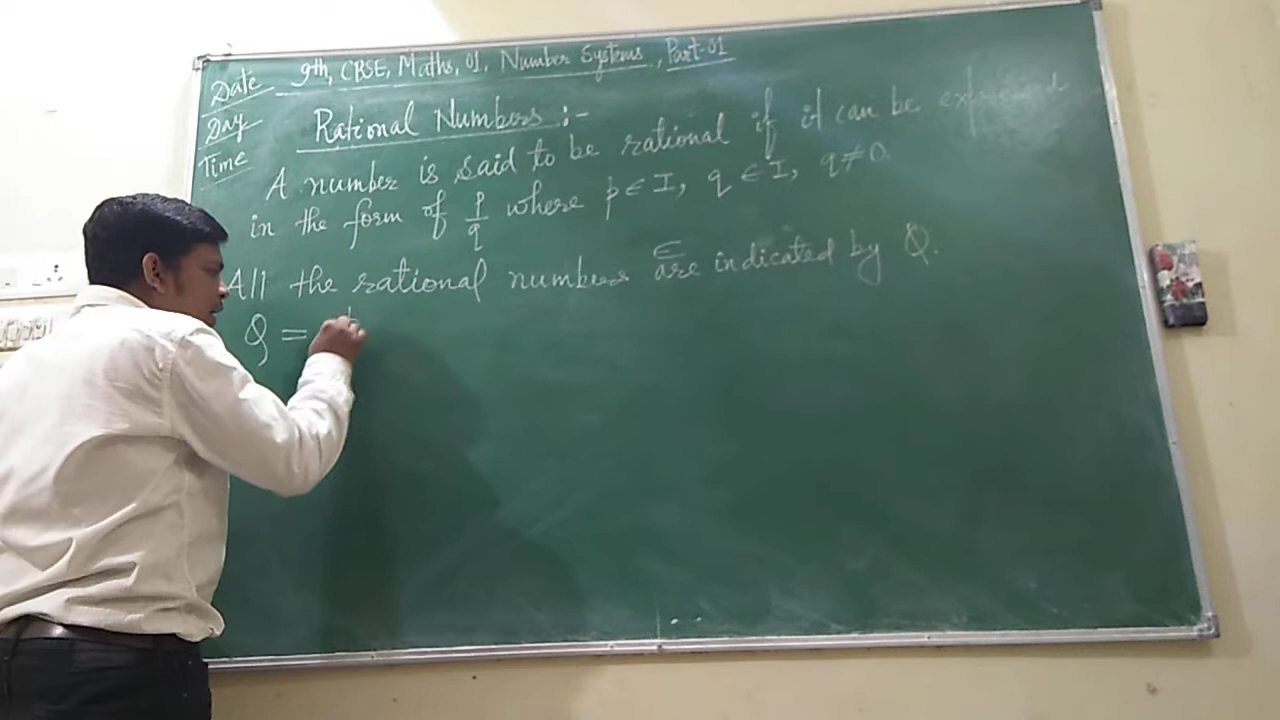 Date 9th, CBSE, Maths, 01, Number Systems, Part-01
Day Rational Numbers :-
Time
A number is said to be rational if it can be expressed
in the form of p/q where p ∈ I, q ∈ I, q ≠ 0.
∈
All the rational numbers are indicated by Q.
Q =